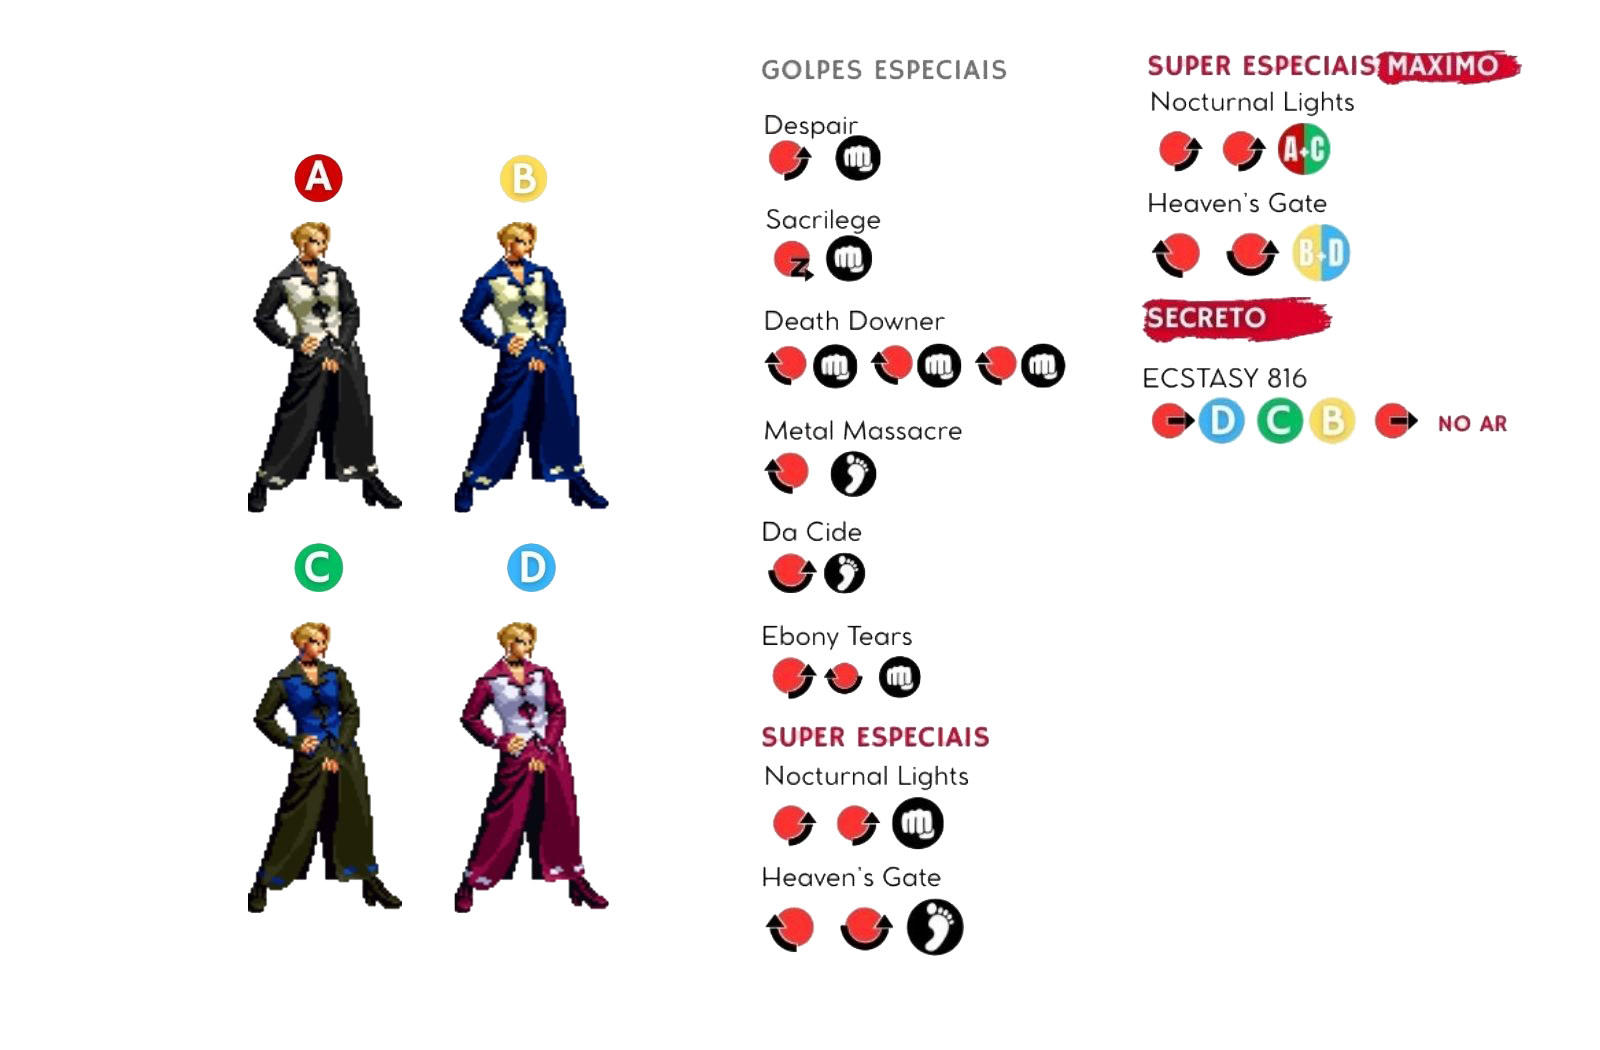 A
B
C
D
GOLPES ESPECIAIS
Despair
Sacrilege
Z
Death Downer
Metal Massacre
Da Cide
Ebony Tears
SUPER ESPECIAIS
Nocturnal Lights
Heaven's Gate
SUPER ESPECIAIS MAXIMO
Nocturnal Lights
A+C
Heaven's Gate
B+D
SECRETO
ECSTASY 816
D C B NO AR